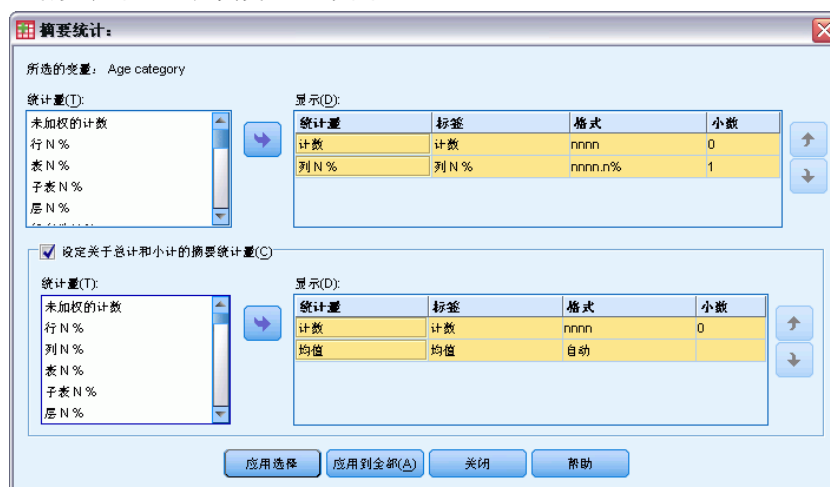 摘要统计:
所选的变量: Age category
统计量(T):
未加权的计数
行 N %
表 N %
子表 N %
层 N %
显示(D):
统计量 标签 格式 小数
计数 计数 nnnn 0
列 N % 列 N % nnnn.n% 1
设定关于总计和小计的摘要统计量(C)
统计量(T):
未加权的计数
行 N %
列 N %
表 N %
子表 N %
层 N %
显示(D):
统计量 标签 格式 小数
计数 计数 nnnn 0
均值 均值 自动
应用选择 应用到全部(A) 关闭 帮助